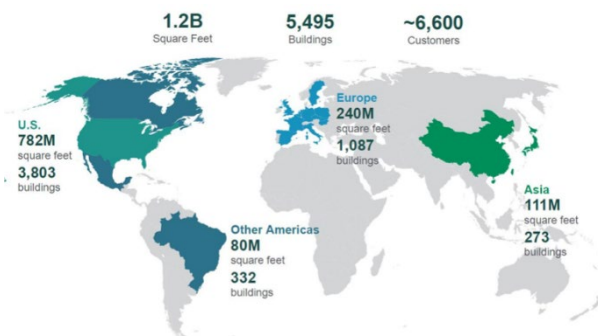 1.2B
Square Feet
5,495
Buildings
~6,600
Customers
U.S.
782M
square feet
3,803
buildings
Europe
240M
square feet
1,087
buildings
Other Americas
80M
square feet
332
buildings
Asia
111M
square feet
273
buildings